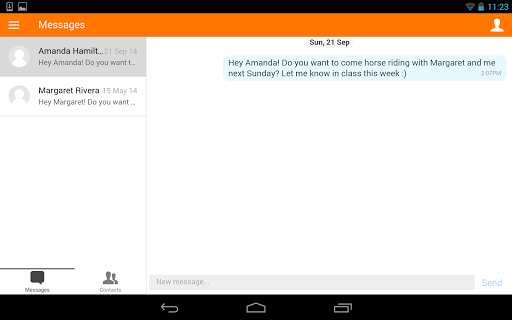 11:23
Messages
Amanda Hamilt... 21 Sep 14
Hey Amanda! Do you want t...
Margaret Rivera 15 May 14
Hey Margaret! Do you want ...
Sun, 21 Sep
Hey Amanda! Do you want to come horse riding with Margaret and me
next Sunday? Let me know in class this week :)
2:07PM
New message...
Send
Messages
Contacts